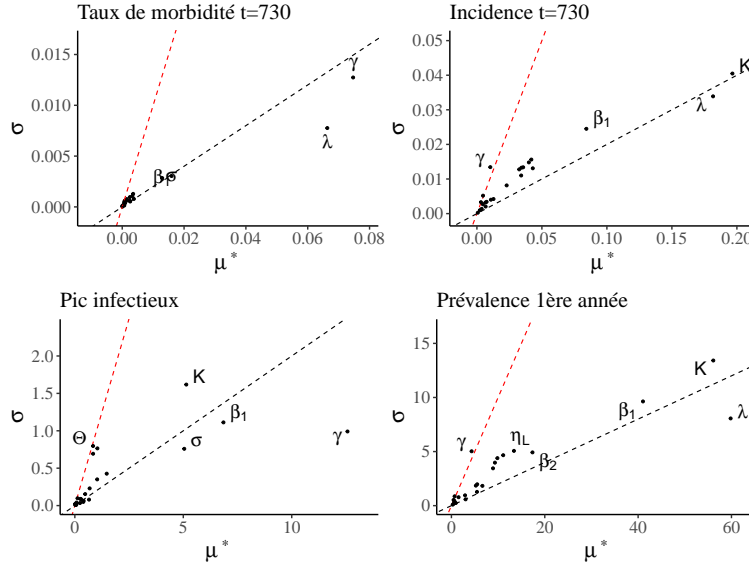 Taux de morbidité t=730
σ
0.015
0.010
0.005
0.000
γ
λ
β ρ σ
0.00 0.02 0.04 0.06 0.08
μ*
Incidence t=730
σ
0.05
0.04
0.03
0.02
0.01
0.00
K
λ
β1
γ
0.00 0.05 0.10 0.15 0.20
μ*
Pic infectieux
σ
2.0
1.5
1.0
0.5
0.0
K
β1
Θ
σ
γ
0 5 10
μ*
Prévalence 1ère année
σ
15
10
5
0
K
β1
λ
γ
ηL
β2
0 20 40 60
μ*